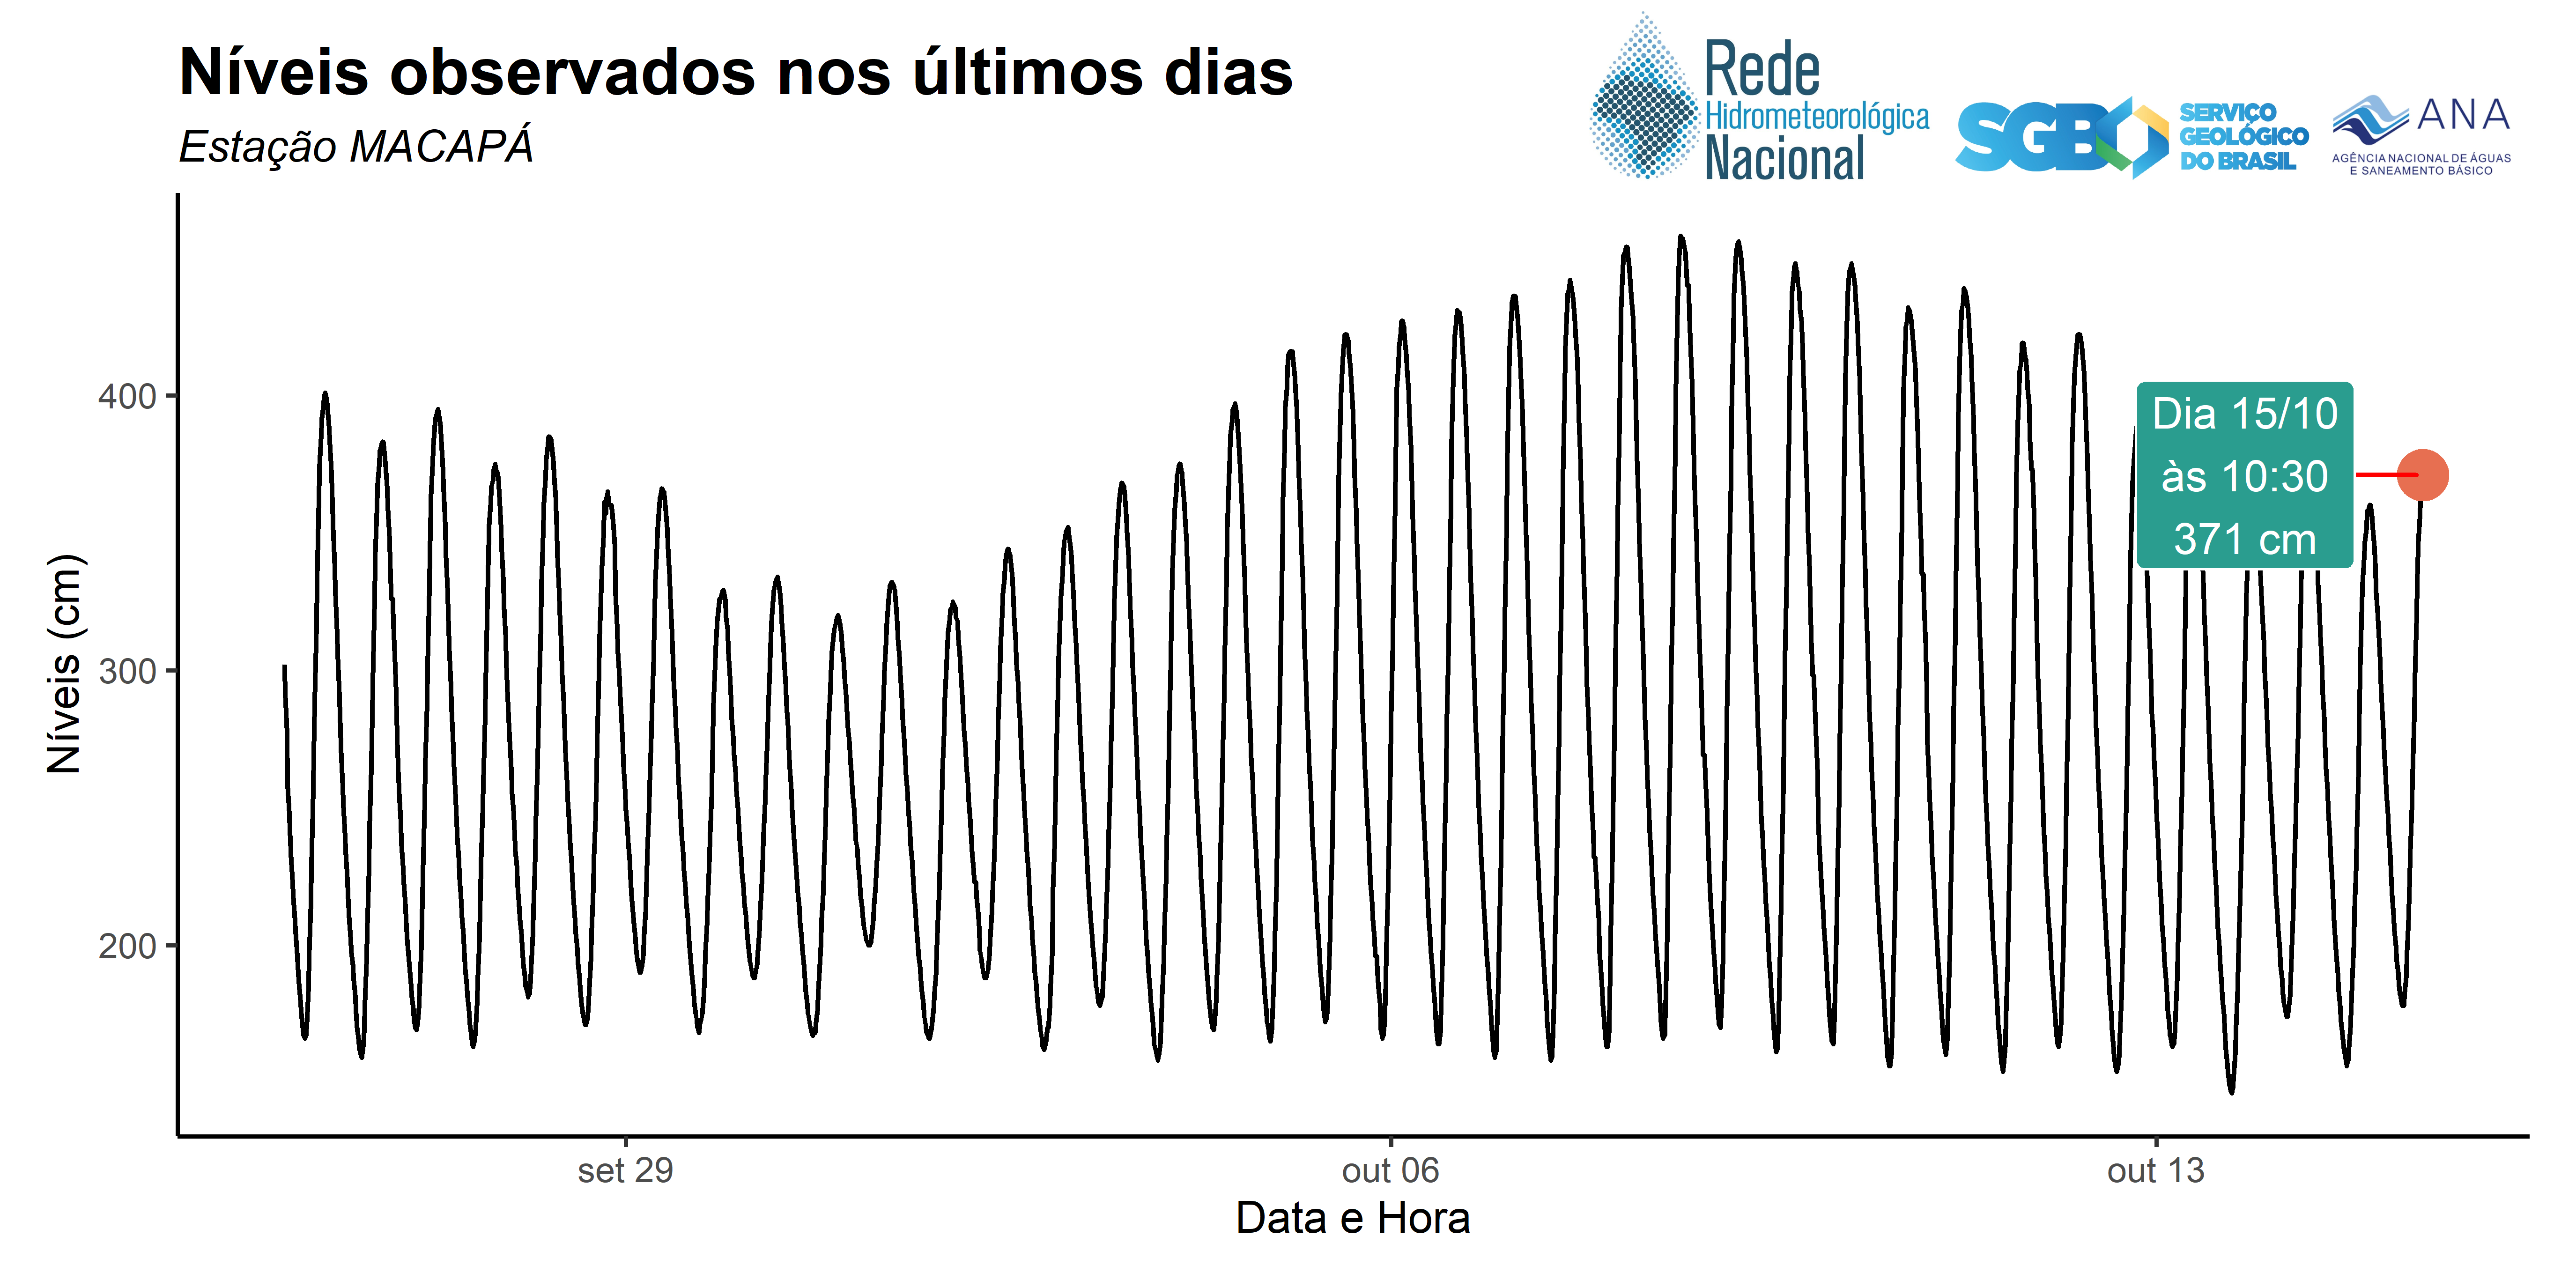 Níveis observados nos últimos dias
Estação MACAPÁ
Rede
Hidrometeorológica
Nacional
SGB
SERVIÇO
GEOLÓGICO
DO BRASIL
ANA
AGÊNCIA NACIONAL DE ÁGUAS
E SANEAMENTO BÁSICO
Níveis (cm)
400
300
200
Dia 15/10
às 10:30
371 cm
set 29
out 06
out 13
Data e Hora